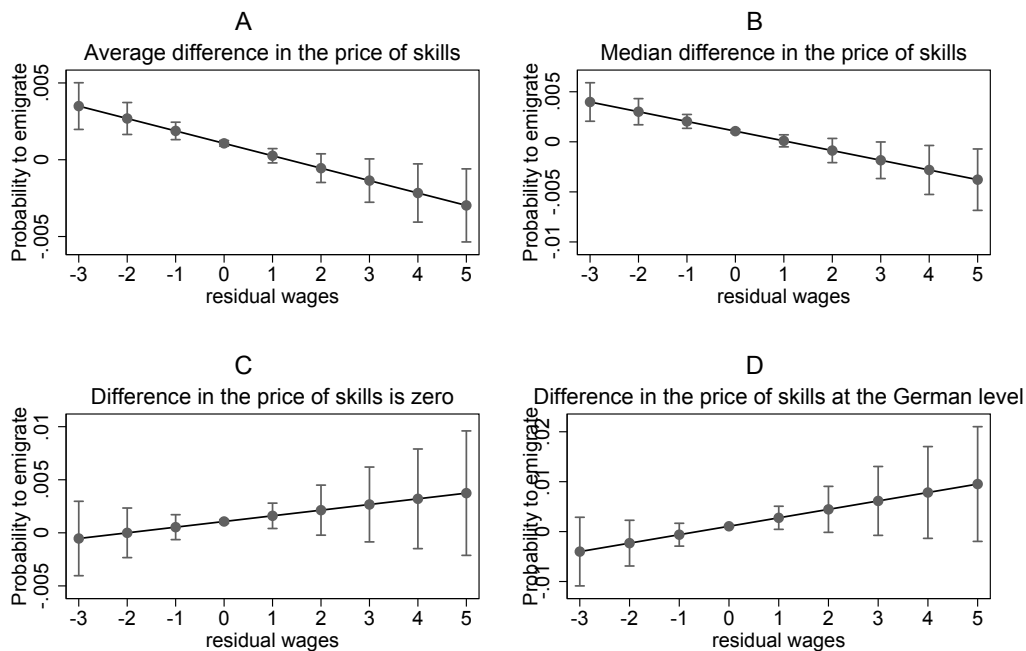 A
Average difference in the price of skills
Probability to emigrate
.005
0
-.005
-3 -2 -1 0 1 2 3 4 5
residual wages
B
Median difference in the price of skills
Probability to emigrate
.005
0
-.005
-.01
-3 -2 -1 0 1 2 3 4 5
residual wages
C
Difference in the price of skills is zero
Probability to emigrate
.01
.005
0
-.005
-3 -2 -1 0 1 2 3 4 5
residual wages
D
Difference in the price of skills at the German level
Probability to emigrate
.02
.01
0
-.01
-3 -2 -1 0 1 2 3 4 5
residual wages